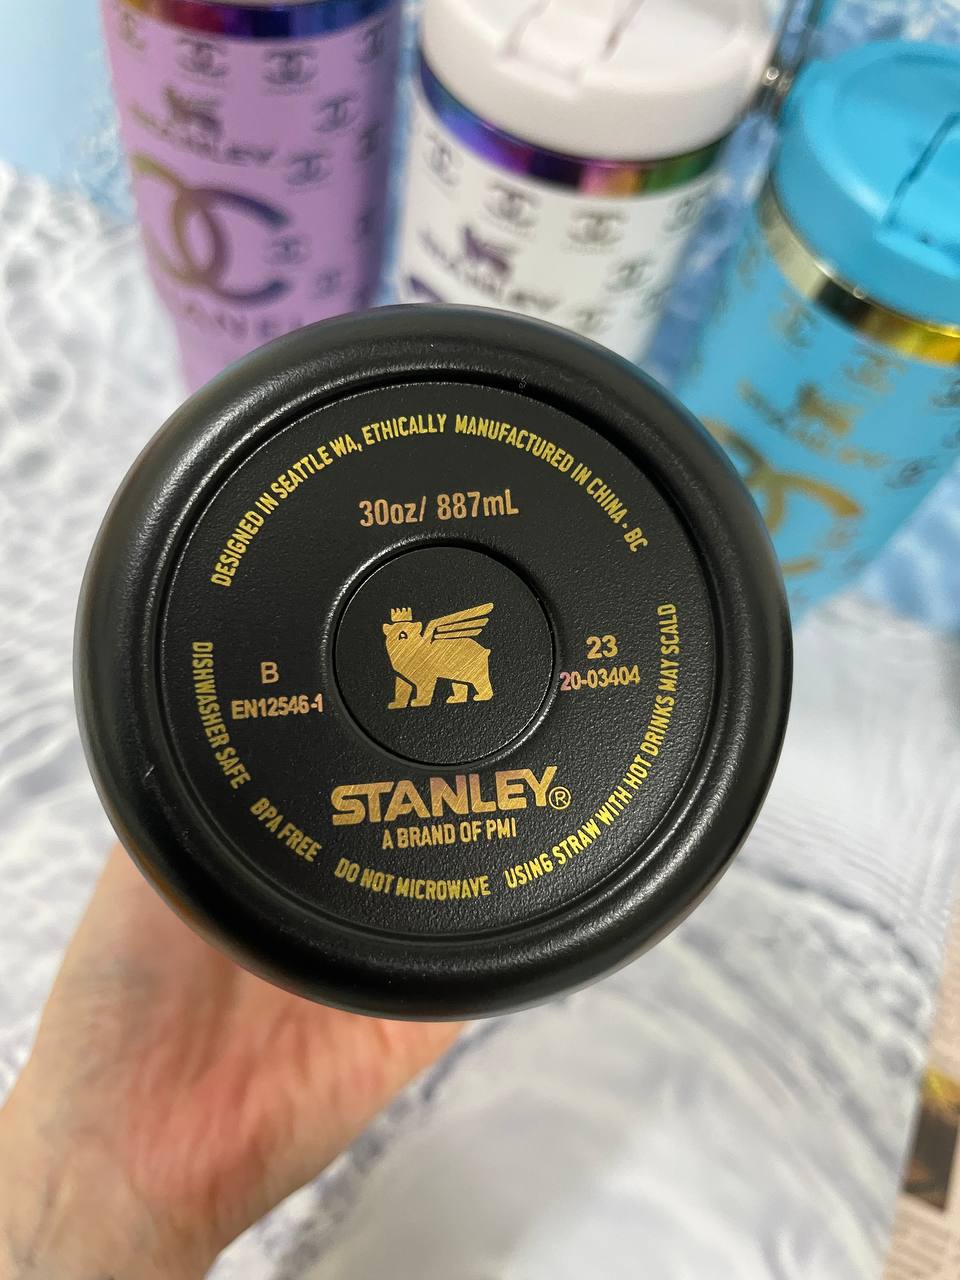 DESIGNED IN SEATTLE WA, ETHICALLY MANUFACTURED IN CHINA · BC
30oz/ 887mL
B
EN12546-1
23
20-03404
STANLEY®
A BRAND OF PMI
DISHWASHER SAFE BPA FREE DO NOT MICROWAVE USING STRAW WITH HOT DRINKS MAY SCALD